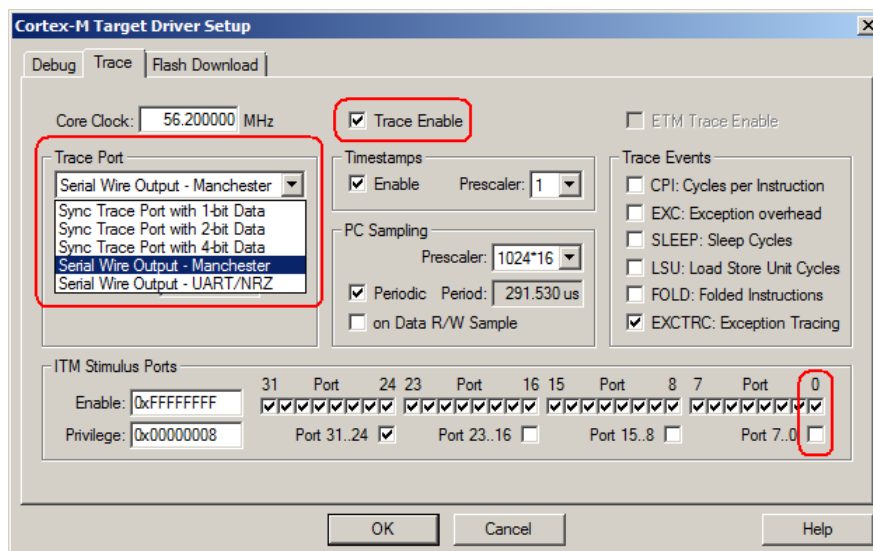 Cortex-M Target Driver Setup
Debug Trace Flash Download
Core Clock: 56.200000 MHz
Trace Enable
ETM Trace Enable
Trace Port
Serial Wire Output - Manchester
Sync Trace Port with 1-bit Data
Sync Trace Port with 2-bit Data
Sync Trace Port with 4-bit Data
Serial Wire Output - Manchester
Serial Wire Output - UART/NRZ
Timestamps
Enable Prescaler: 1
PC Sampling
Prescaler: 1024*16
Periodic Period: 291.530 us
on Data R/W Sample
Trace Events
CPI: Cycles per Instruction
EXC: Exception overhead
SLEEP: Sleep Cycles
LSU: Load Store Unit Cycles
FOLD: Folded Instructions
EXCTRC: Exception Tracing
ITM Stimulus Ports
31 Port 24 23 Port 16 15 Port 8 7 Port 0
Enable: 0xFFFFFFFF
Privilege: 0x00000008 Port 31..24 Port 23..16 Port 15..8 Port 7..0
OK Cancel Help